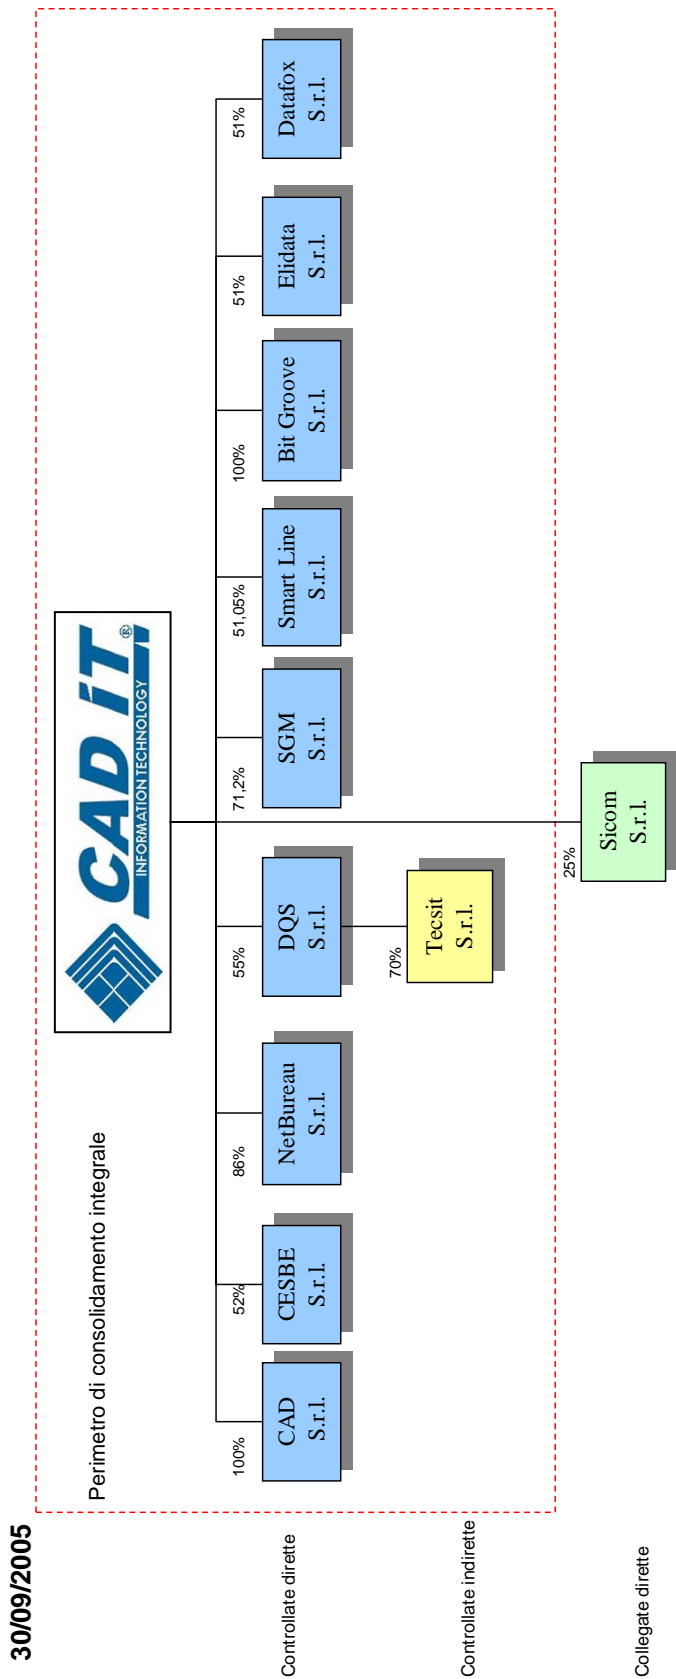 30/09/2005
Perimetro di consolidamento integrale
CAD iT ®
INFORMATION TECHNOLOGY
Controllate dirette
100%
52%
86%
55%
71,2%
51,05%
100%
51%
51%
CAD
S.r.l.
CESBE
S.r.l.
NetBureau
S.r.l.
DQS
S.r.l.
SGM
S.r.l.
Smart Line
S.r.l.
Bit Groove
S.r.l.
Elidata
S.r.l.
Datafox
S.r.l.
Controllate indirette
70%
Tecsit
S.r.l.
Collegate dirette
25%
Sicom
S.r.l.